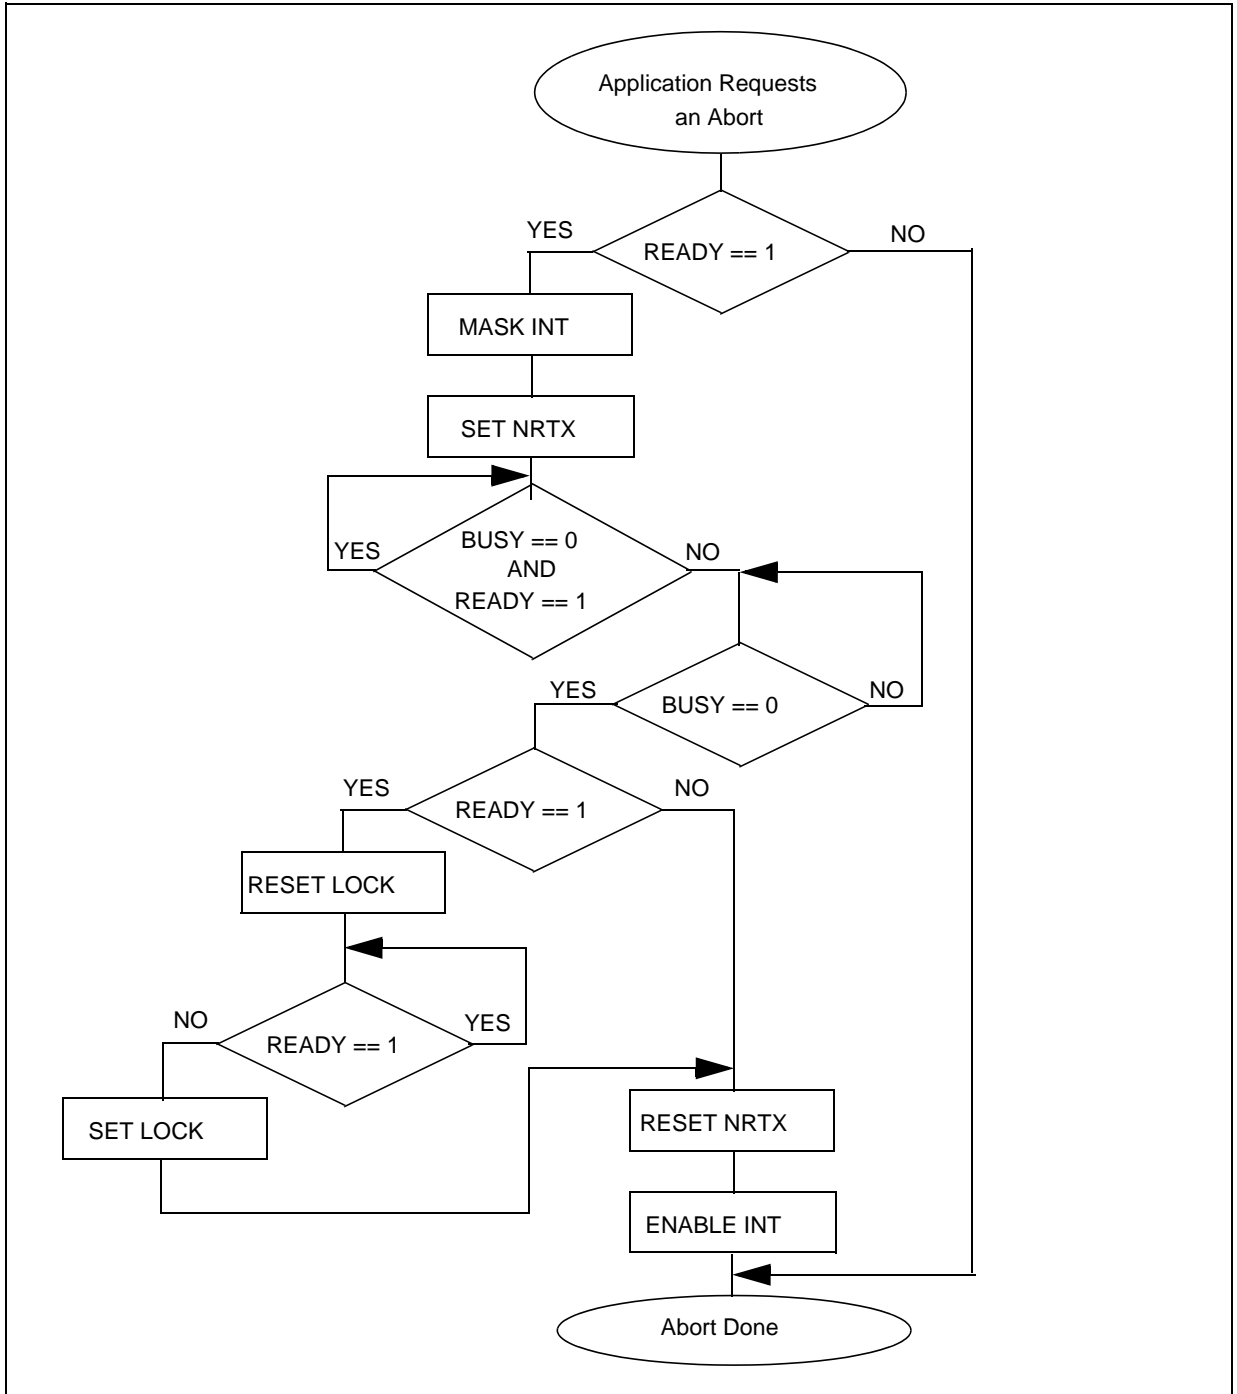 Application Requests
an Abort
YES
NO
READY == 1
MASK INT
SET NRTX
YES
BUSY == 0
AND
READY == 1
NO
YES
BUSY == 0
NO
YES
READY == 1
NO
RESET LOCK
NO
READY == 1
YES
SET LOCK
RESET NRTX
ENABLE INT
Abort Done